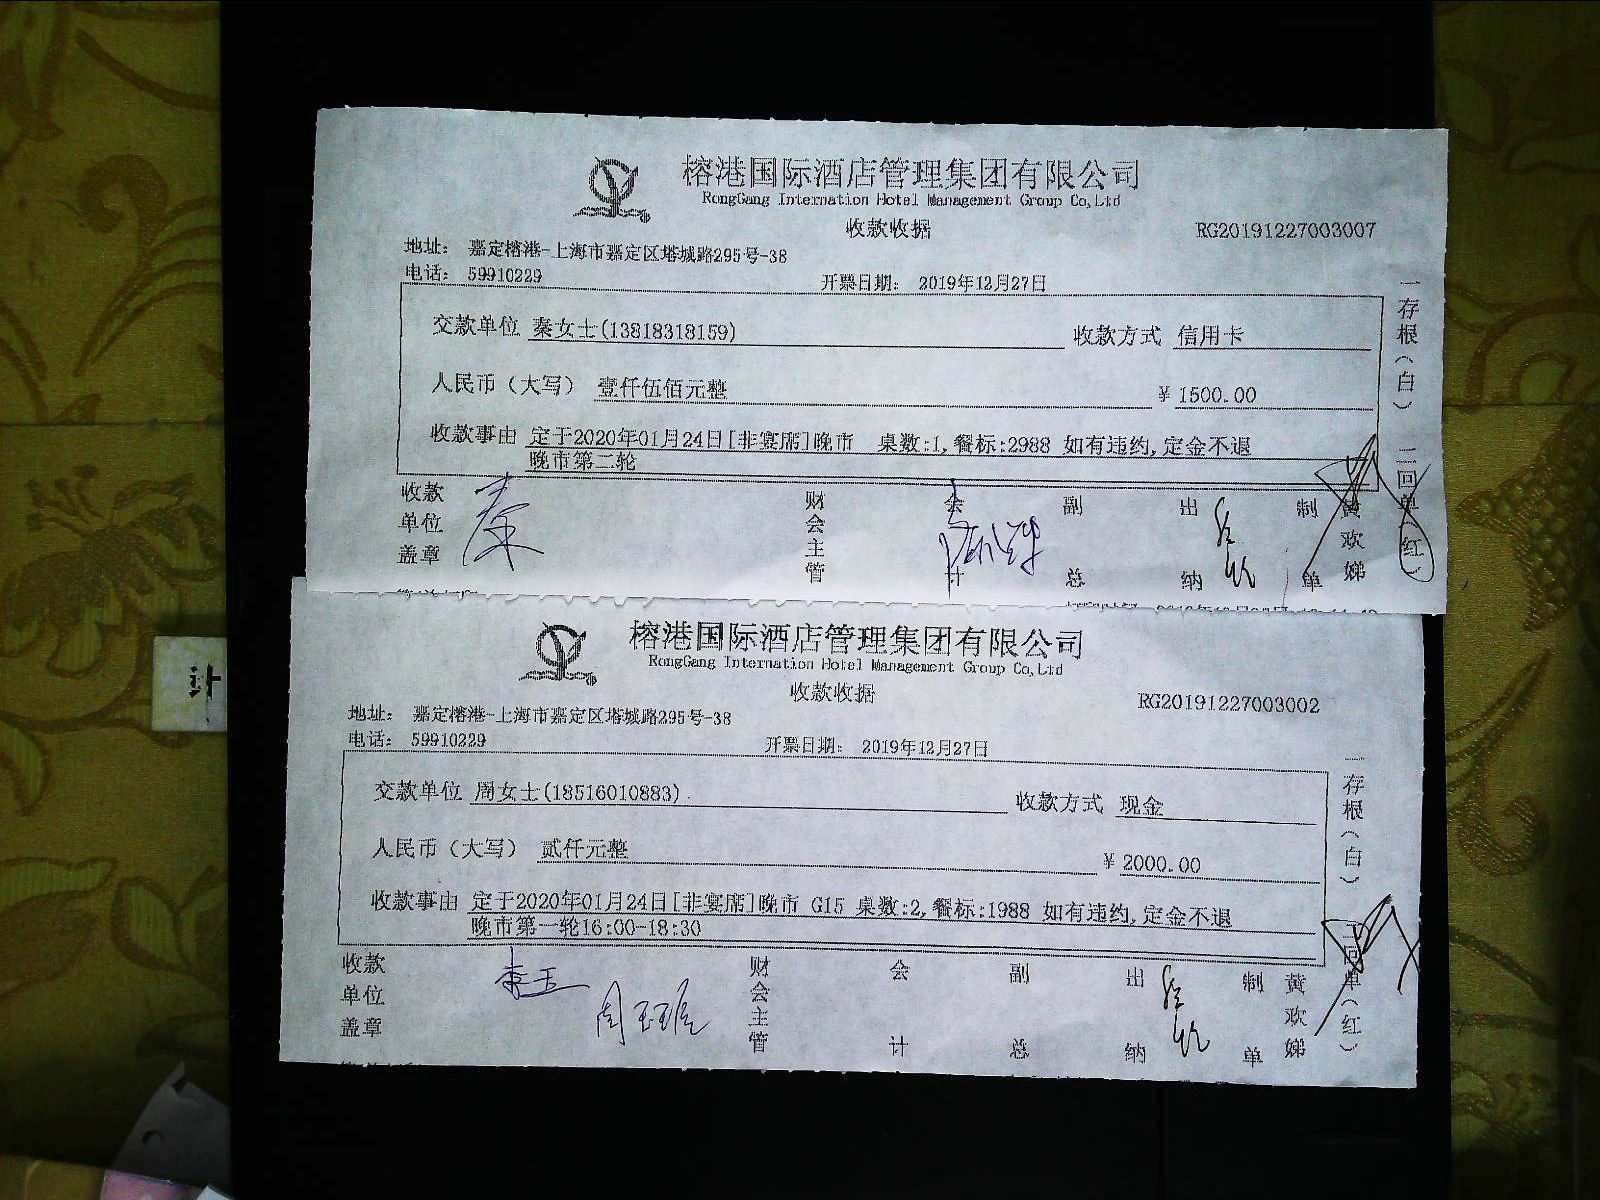 榕港国际酒店管理集团有限公司
RongGang Internation Hotel Management Group Co,Ltd
收款收据
RG20191227003007
地址： 嘉定榕港-上海市嘉定区塔城路295号-38
电话： 59910229
开票日期： 2019年12月27日
交款单位 秦女士(13818318159)
收款方式 信用卡
人民币（大写） 壹仟伍佰元整
¥ 1500.00
收款事由 定于2020年01月24日[非宴席]晚市 桌数:1,餐标:2988 如有违约,定金不退
晚市第二轮
一存根（白） 二回单（红）
收款单位盖章
秦
财会主管
会计
副总
出纳
制单
黄欢娣
榕港国际酒店管理集团有限公司
RongGang Internation Hotel Management Group Co,Ltd
收款收据
RG20191227003002
地址： 嘉定榕港-上海市嘉定区塔城路295号-38
电话： 59910229
开票日期： 2019年12月27日
交款单位 周女士(18516010883)
收款方式 现金
人民币（大写） 贰仟元整
¥ 2000.00
收款事由 定于2020年01月24日[非宴席]晚市 G15 桌数:2,餐标:1988 如有违约,定金不退
晚市第一轮16:00-18:30
一存根（白） 二回单（红）
收款单位盖章
财会主管
会计
副总
出纳
制单
黄欢娣
计